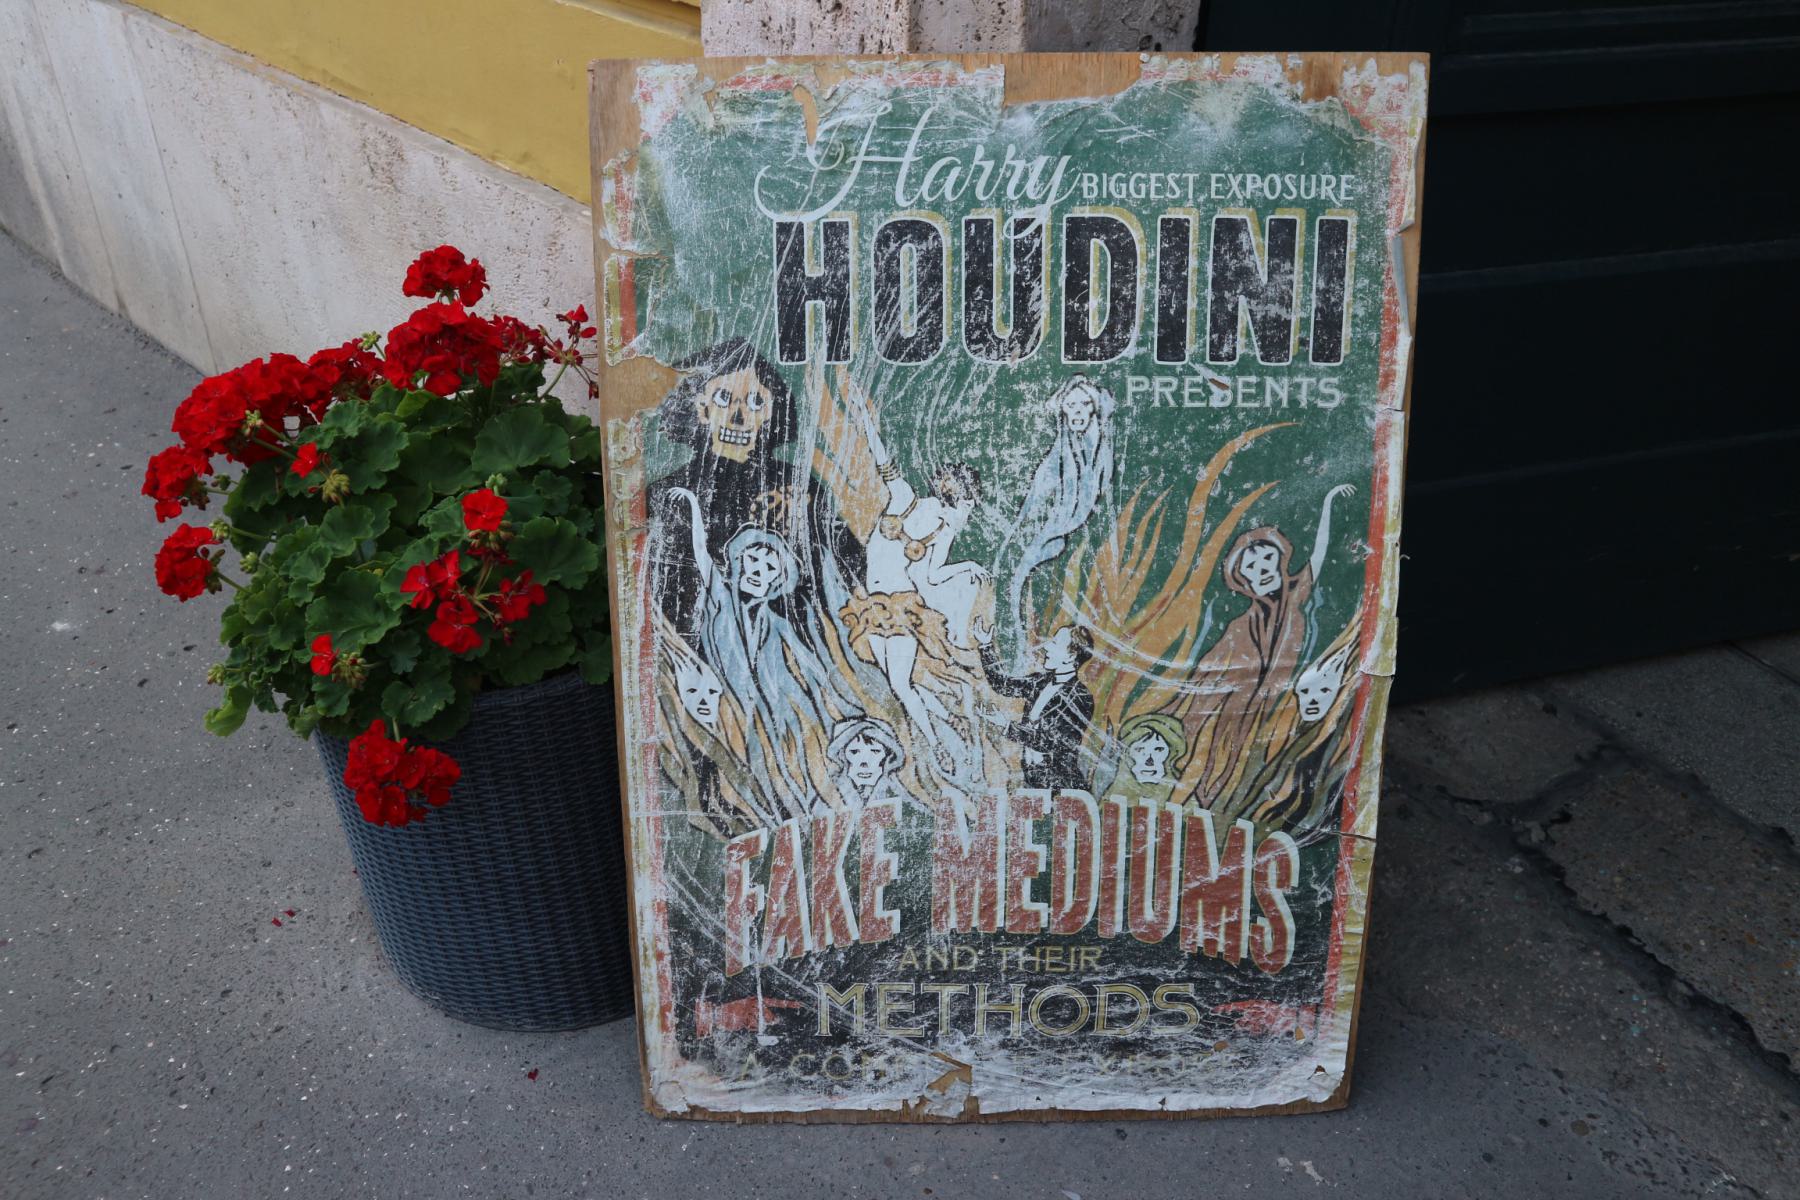 Harry BIGGEST EXPOSURE
HOUDINI
PRESENTS
FAKE MEDIUMS
AND THEIR
METHODS
A